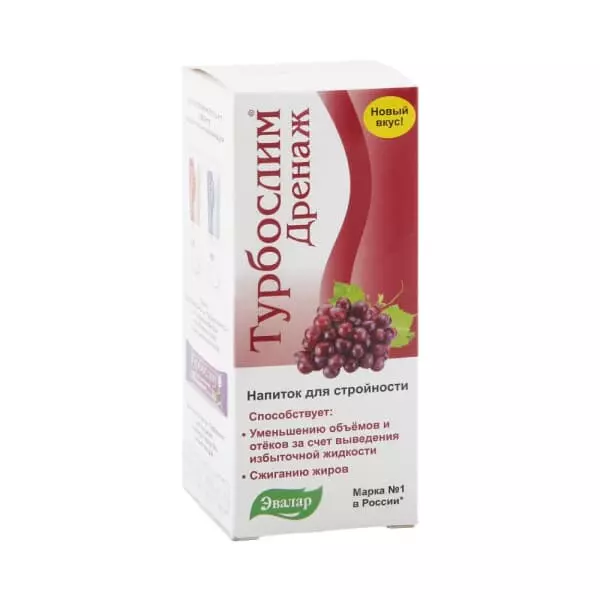 Турбослим®
Дренаж
Новый
вкус!
Напиток для стройности
Способствует:
• Уменьшению объёмов и
отёков за счет выведения
избыточной жидкости
• Сжиганию жиров
Эвалар
Марка №1
в России*